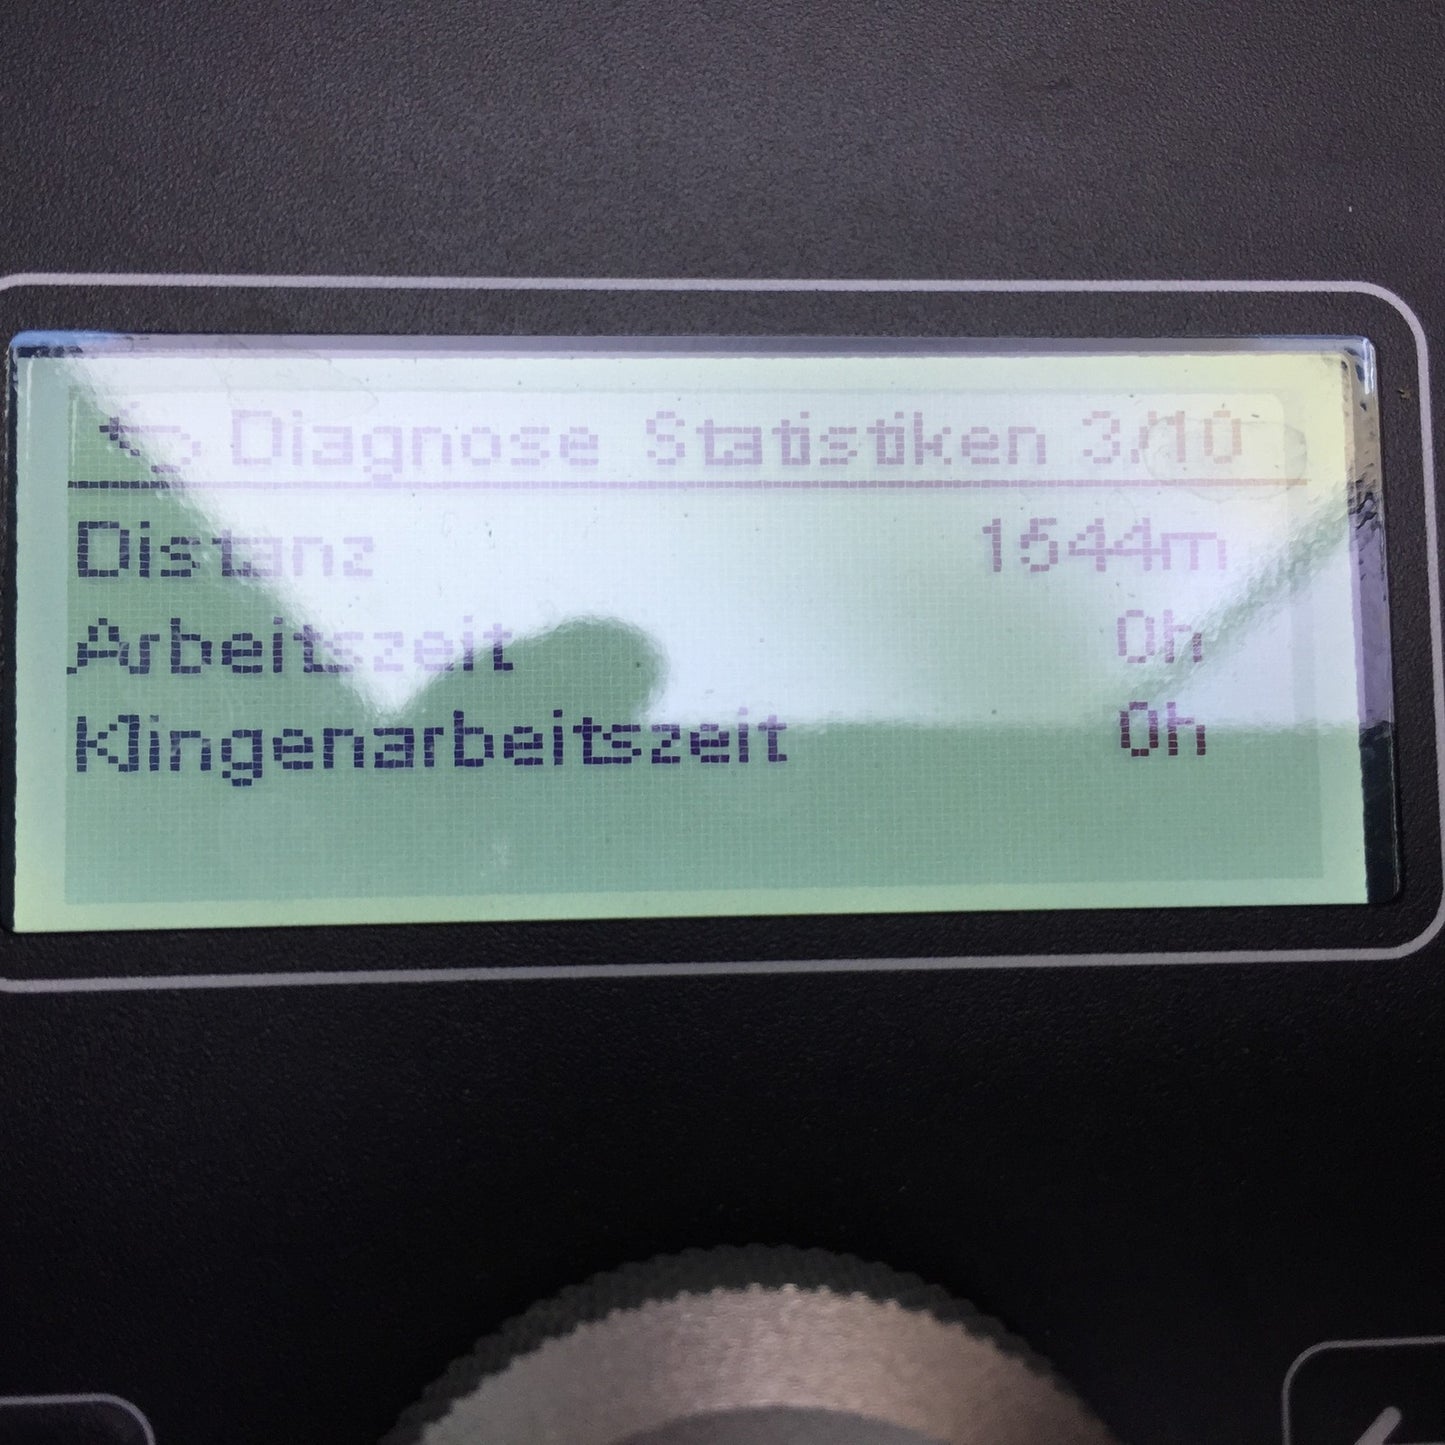 Diagnose Statistiken 3/10
Distanz 1644m
Arbeitszeit 0h
Klingenarbeitszeit 0h